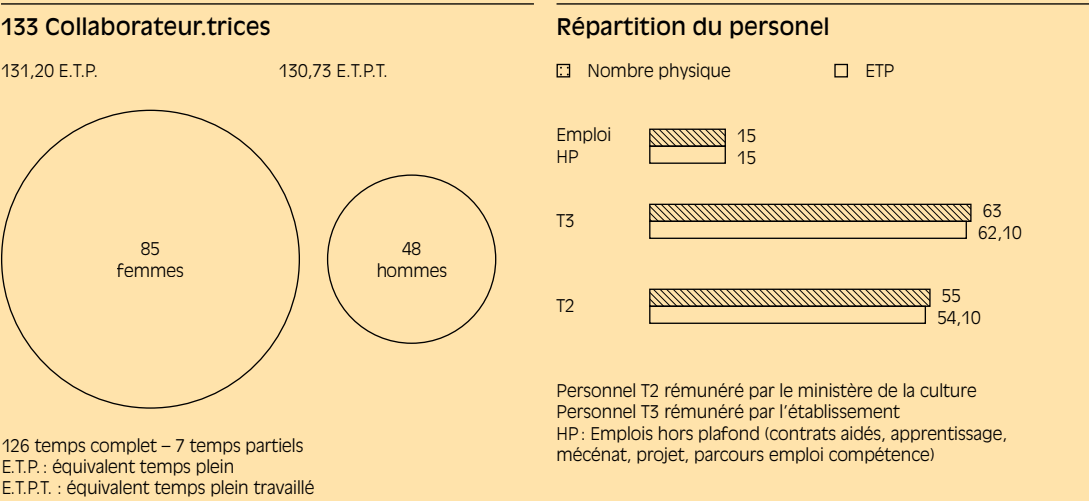 133 Collaborateur.trices
131,20 E.T.P.
130,73 E.T.P.T.
85
femmes
48
hommes
126 temps complet – 7 temps partiels
E.T.P. : équivalent temps plein
E.T.P.T. : équivalent temps plein travaillé
Répartition du personel
Nombre physique
ETP
Emploi
HP
15
15
T3
63
62,10
T2
55
54,10
Personnel T2 rémunéré par le ministère de la culture
Personnel T3 rémunéré par l'établissement
HP : Emplois hors plafond (contrats aidés, apprentissage,
mécénat, projet, parcours emploi compétence)